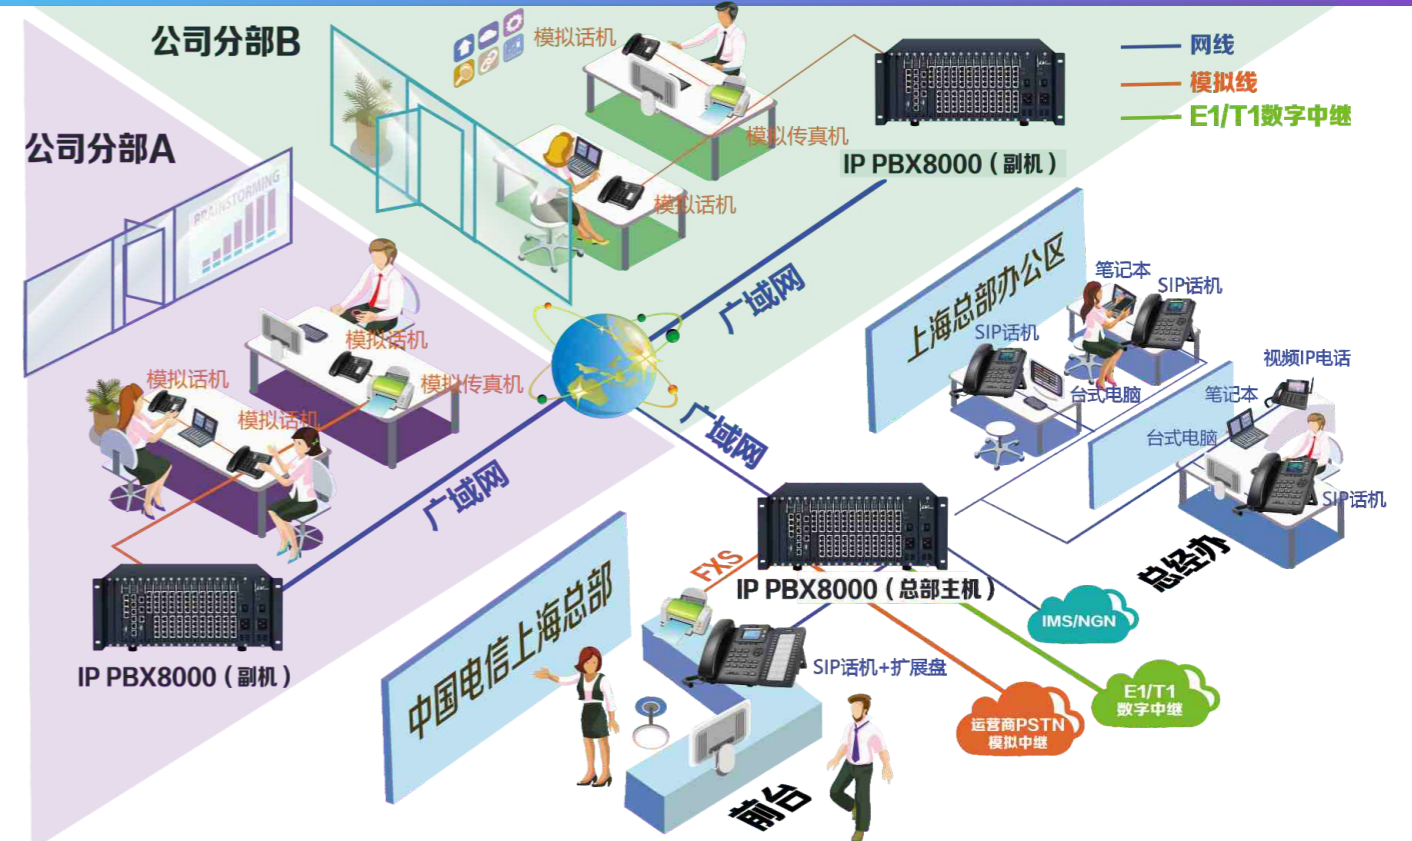 公司分部B
模拟话机
模拟传真机
模拟话机
IP PBX8000（副机）
网线
模拟线
E1/T1数字中继
公司分部A
BRAINSTORMING
模拟话机
模拟话机
模拟传真机
模拟话机
IP PBX8000（副机）
广域网
广域网
广域网
上海总部办公区
笔记本
SIP话机
SIP话机
台式电脑
视频IP电话
笔记本
台式电脑
SIP话机
总经办
FXS
IP PBX8000（总部主机）
中国电信上海总部
SIP话机+扩展盘
前台
IMS/NGN
E1/T1
数字中继
运营商PSTN
模拟中继